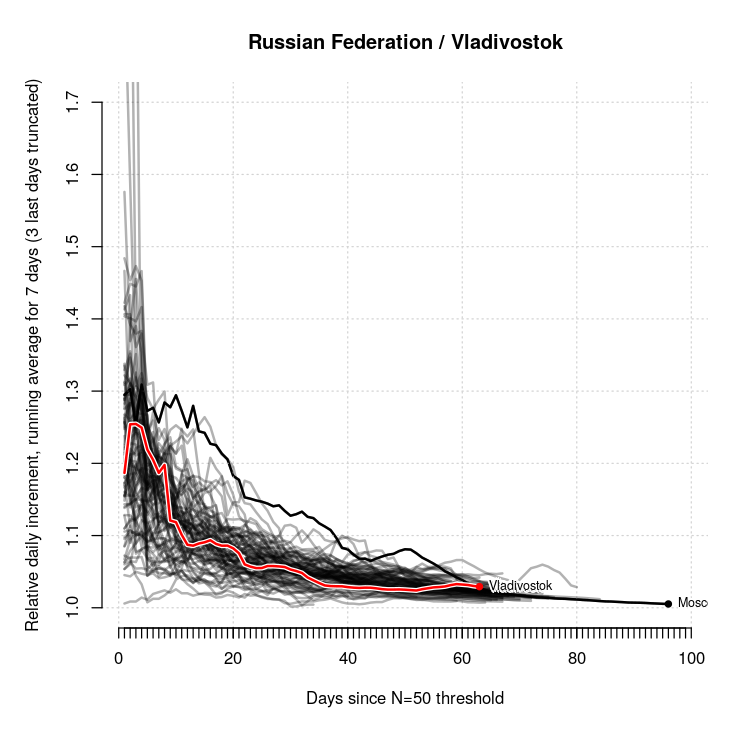 Russian Federation / Vladivostok
Relative daily increment, running average for 7 days (3 last days truncated)
1.7
1.6
1.5
1.4
1.3
1.2
1.1
1.0
Vladivostok
Mosc
0 20 40 60 80 100
Days since N=50 threshold